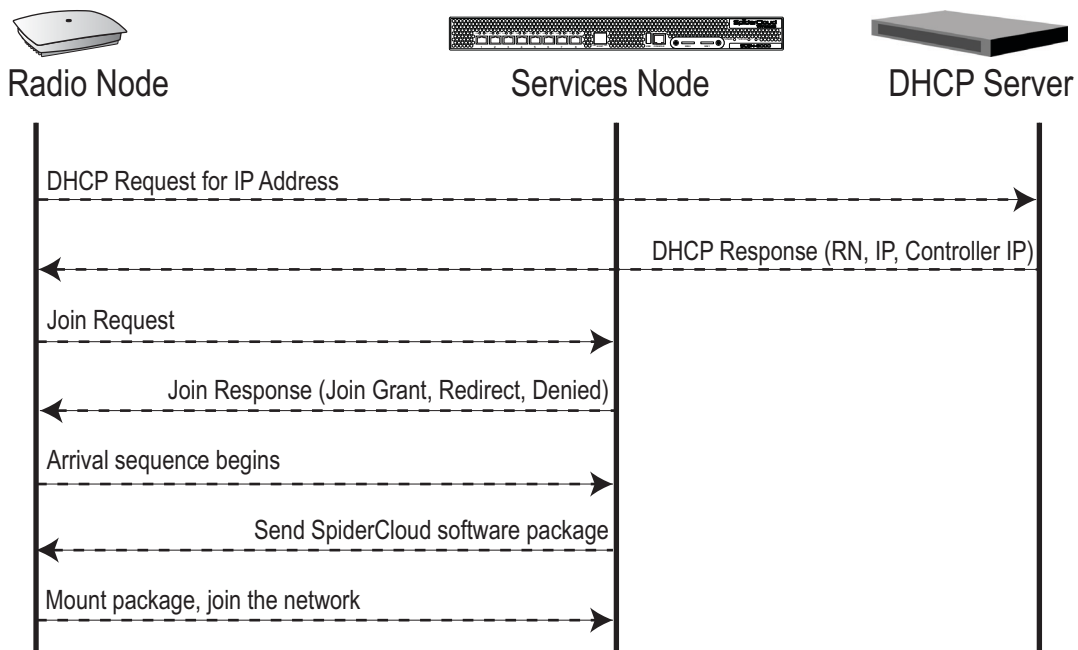 SpiderCloud
Radio Node
Services Node
DHCP Server
DHCP Request for IP Address
DHCP Response (RN, IP, Controller IP)
Join Request
Join Response (Join Grant, Redirect, Denied)
Arrival sequence begins
Send SpiderCloud software package
Mount package, join the network